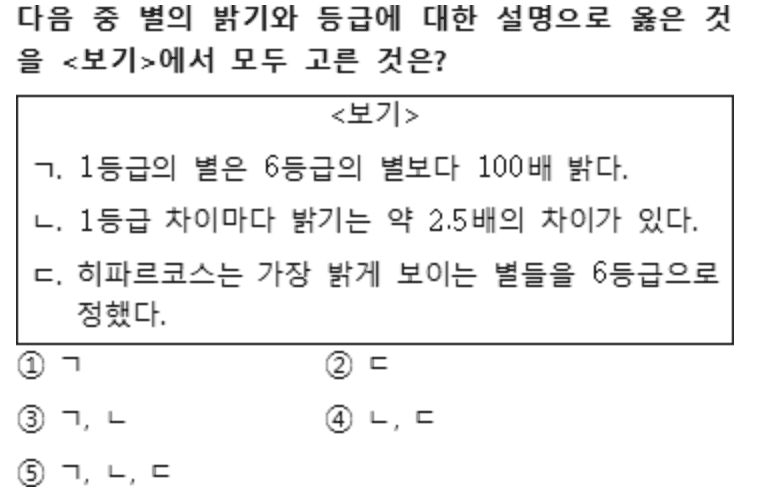 다음 중 별의 밝기와 등급에 대한 설명으로 옳은 것
을 <보기>에서 모두 고른 것은?
<보기>
ㄱ. 1등급의 별은 6등급의 별보다 100배 밝다.
ㄴ. 1등급 차이마다 밝기는 약 2.5배의 차이가 있다.
ㄷ. 히파르코스는 가장 밝게 보이는 별들을 6등급으로
정했다.
① ㄱ ② ㄷ
③ ㄱ, ㄴ ④ ㄴ, ㄷ
⑤ ㄱ, ㄴ, ㄷ